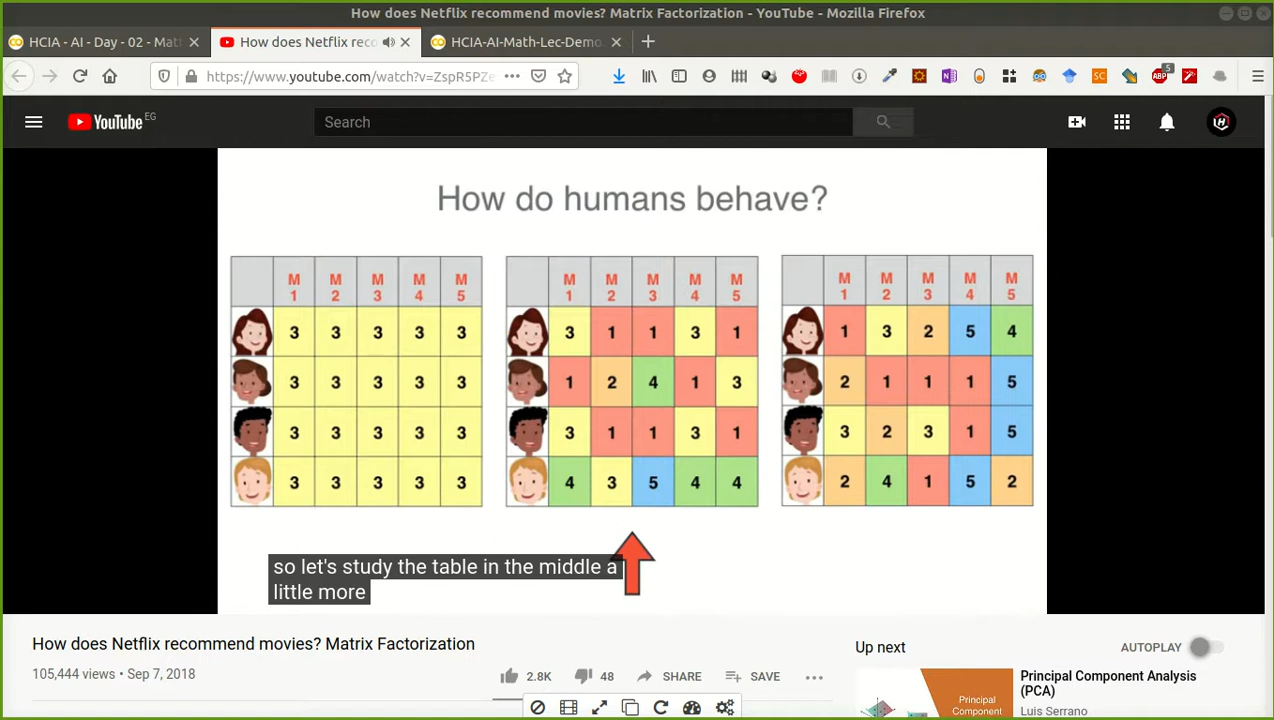 How does Netflix recommend movies? Matrix Factorization - YouTube - Mozilla Firefox
HCIA - AI - Day - 02 - Mat
How does Netflix reco
HCIA-AI-Math-Lec-Demo.
https://www.youtube.com/watch?v=ZspR5PZe
SC
ABP
5
YouTube
EG
Search
How do humans behave?
M 1 M 2 M 3 M 4 M 5
3 3 3 3 3
3 3 3 3 3
3 3 3 3 3
3 3 3 3 3
M 1 M 2 M 3 M 4 M 5
3 1 1 3 1
1 2 4 1 3
3 1 1 3 1
4 3 5 4 4
M 1 M 2 M 3 M 4 M 5
1 3 2 5 4
2 1 1 1 5
3 2 3 1 5
2 4 1 5 2
so let's study the table in the middle a
little more
How does Netflix recommend movies? Matrix Factorization
105,444 views • Sep 7, 2018
2.8K
48
SHARE
SAVE
Up next
AUTOPLAY
Principal
Component
Principal Component Analysis
(PCA)
Luis Serrano